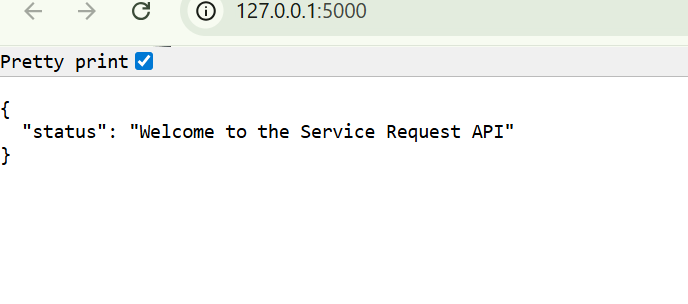 127.0.0.1:5000
Pretty print
{
"status": "Welcome to the Service Request API"
}